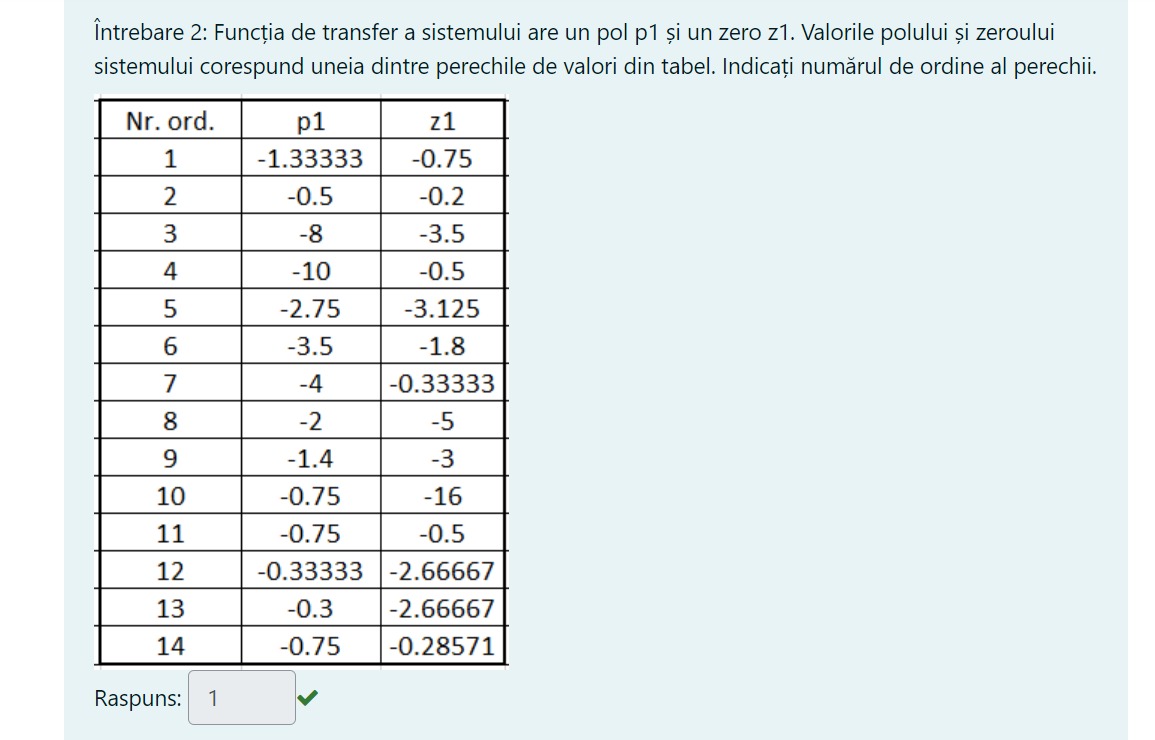 Întrebare 2: Funcția de transfer a sistemului are un pol p1 și un zero z1. Valorile polului și zeroului
sistemului corespund uneia dintre perechile de valori din tabel. Indicați numărul de ordine al perechii.
Nr. ord. p1 z1
1 -1.33333 -0.75
2 -0.5 -0.2
3 -8 -3.5
4 -10 -0.5
5 -2.75 -3.125
6 -3.5 -1.8
7 -4 -0.33333
8 -2 -5
9 -1.4 -3
10 -0.75 -16
11 -0.75 -0.5
12 -0.33333 -2.66667
13 -0.3 -2.66667
14 -0.75 -0.28571
Raspuns: 1